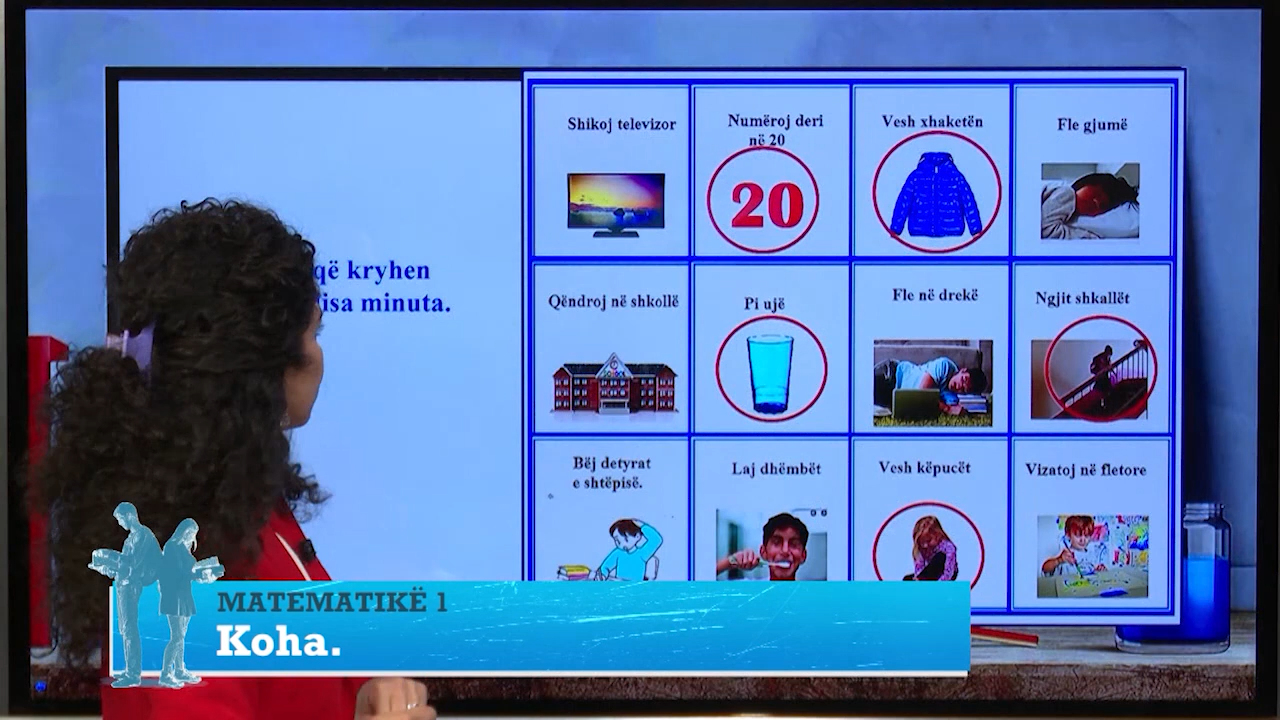 që kryhen
disa minuta.
Shikoj televizor
Numëroj deri
në 20
20
Vesh xhaketën
Fle gjumë
Qëndroj në shkollë
Pi ujë
Fle në drekë
Ngjit shkallët
Bëj detyrat
e shtëpisë.
Laj dhëmbët
Vesh këpucët
Vizatoj në fletore
MATEMATIKË 1
Koha.